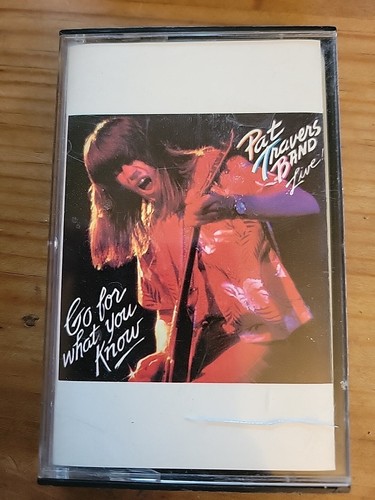 Pat
Travers
BAND
Live!
Go for
what you
Know